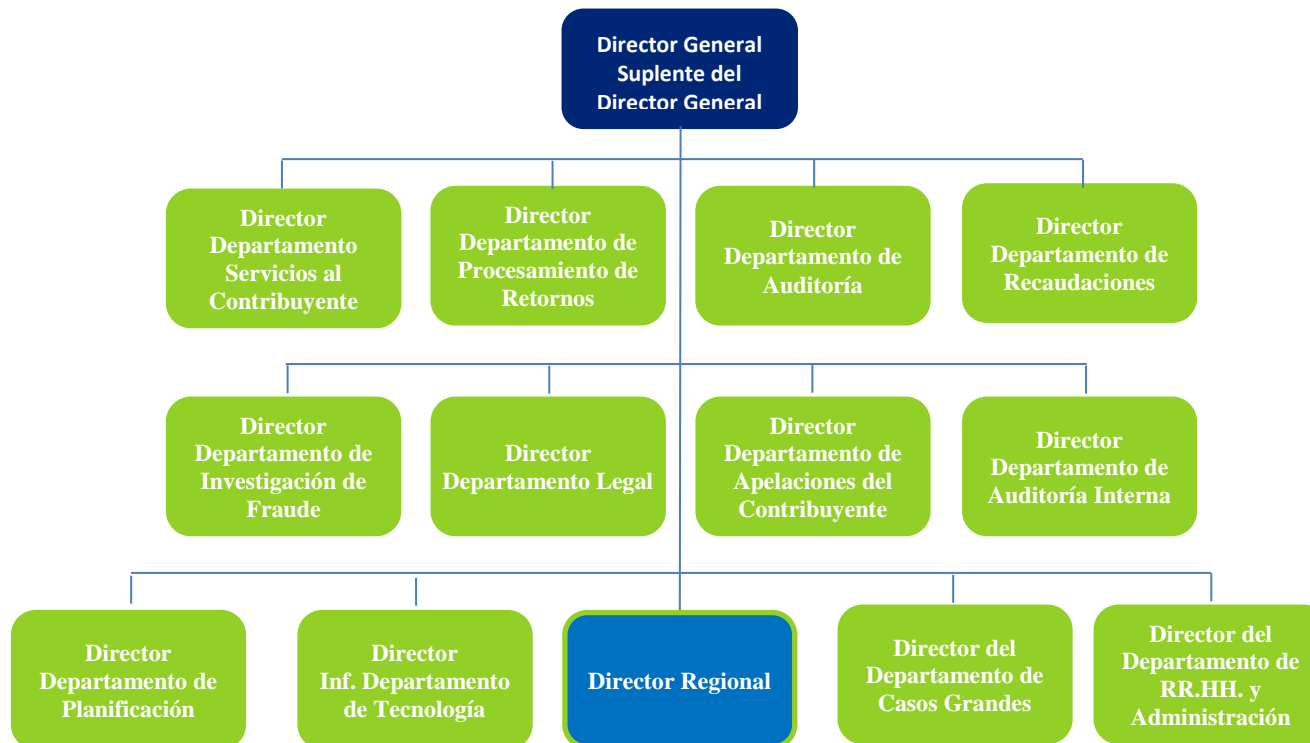 Director General
Suplente del
Director General
Director
Departamento
Servicios al
Contribuyente
Director
Departamento de
Procesamiento de
Retornos
Director
Departamento de
Auditoría
Director
Departamento de
Recaudaciones
Director
Departamento de
Investigación de
Fraude
Director
Departamento Legal
Director
Departamento de
Apelaciones del
Contribuyente
Director
Departamento de
Auditoría Interna
Director
Departamento de
Planificación
Director
Inf. Departamento
de Tecnología
Director Regional
Director del
Departamento de
Casos Grandes
Director del
Departamento de
RR.HH. y
Administración